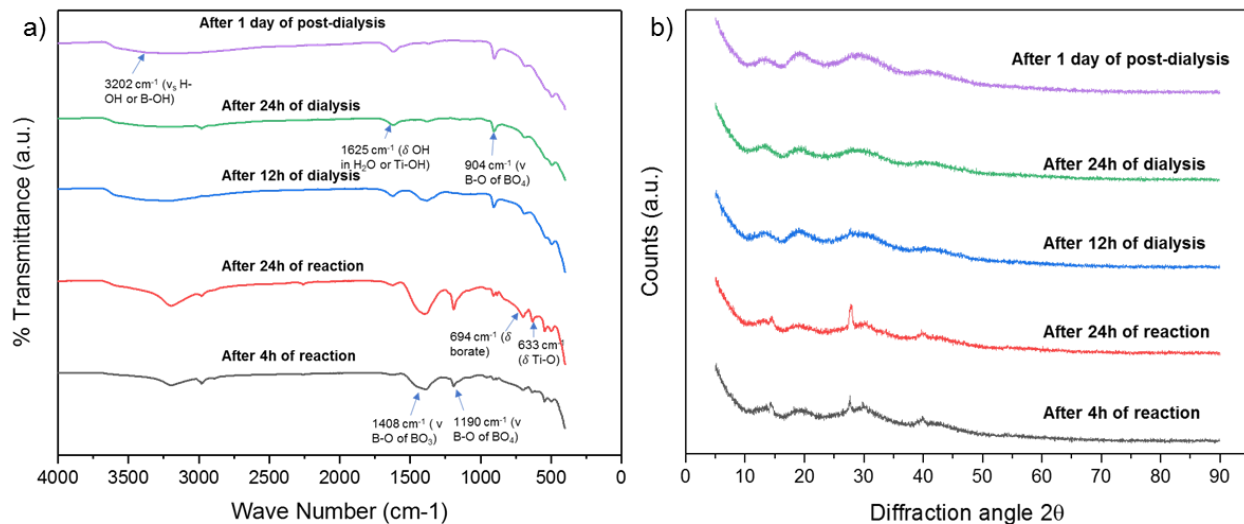 a)
% Transmittance (a.u.)
After 1 day of post-dialysis
3202 cm⁻¹ (vₛ H-
OH or B-OH)
After 24h of dialysis
1625 cm⁻¹ (δ OH
in H₂O or Ti-OH)
904 cm⁻¹ (v
B-O of BO₄)
After 12h of dialysis
After 24h of reaction
694 cm⁻¹ (δ
borate)
633 cm⁻¹
(δ Ti-O)
After 4h of reaction
1408 cm⁻¹ ( v
B-O of BO₃)
1190 cm⁻¹ (v
B-O of BO₄)
4000 3500 3000 2500 2000 1500 1000 500 0
Wave Number (cm-1)
b)
Counts (a.u.)
After 1 day of post-dialysis
After 24h of dialysis
After 12h of dialysis
After 24h of reaction
After 4h of reaction
0 10 20 30 40 50 60 70 80 90
Diffraction angle 2θ